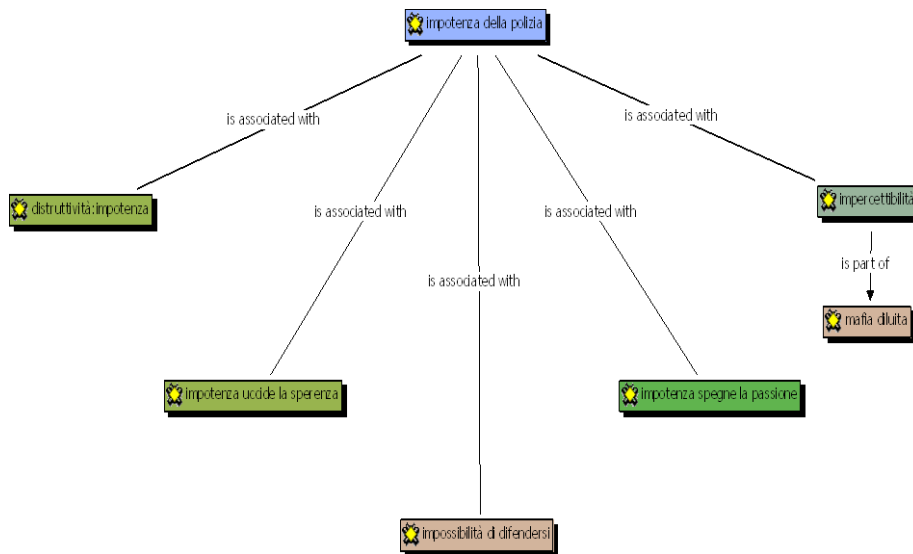 impotenza della polizia
is associated with
is associated with
distruttività:impotenza
impercettibilità
is associated with
is associated with
is part of
is associated with
mafia diluita
impotenza uccide la sperenza
impotenza spegne la passione
impossibilità di difendersi